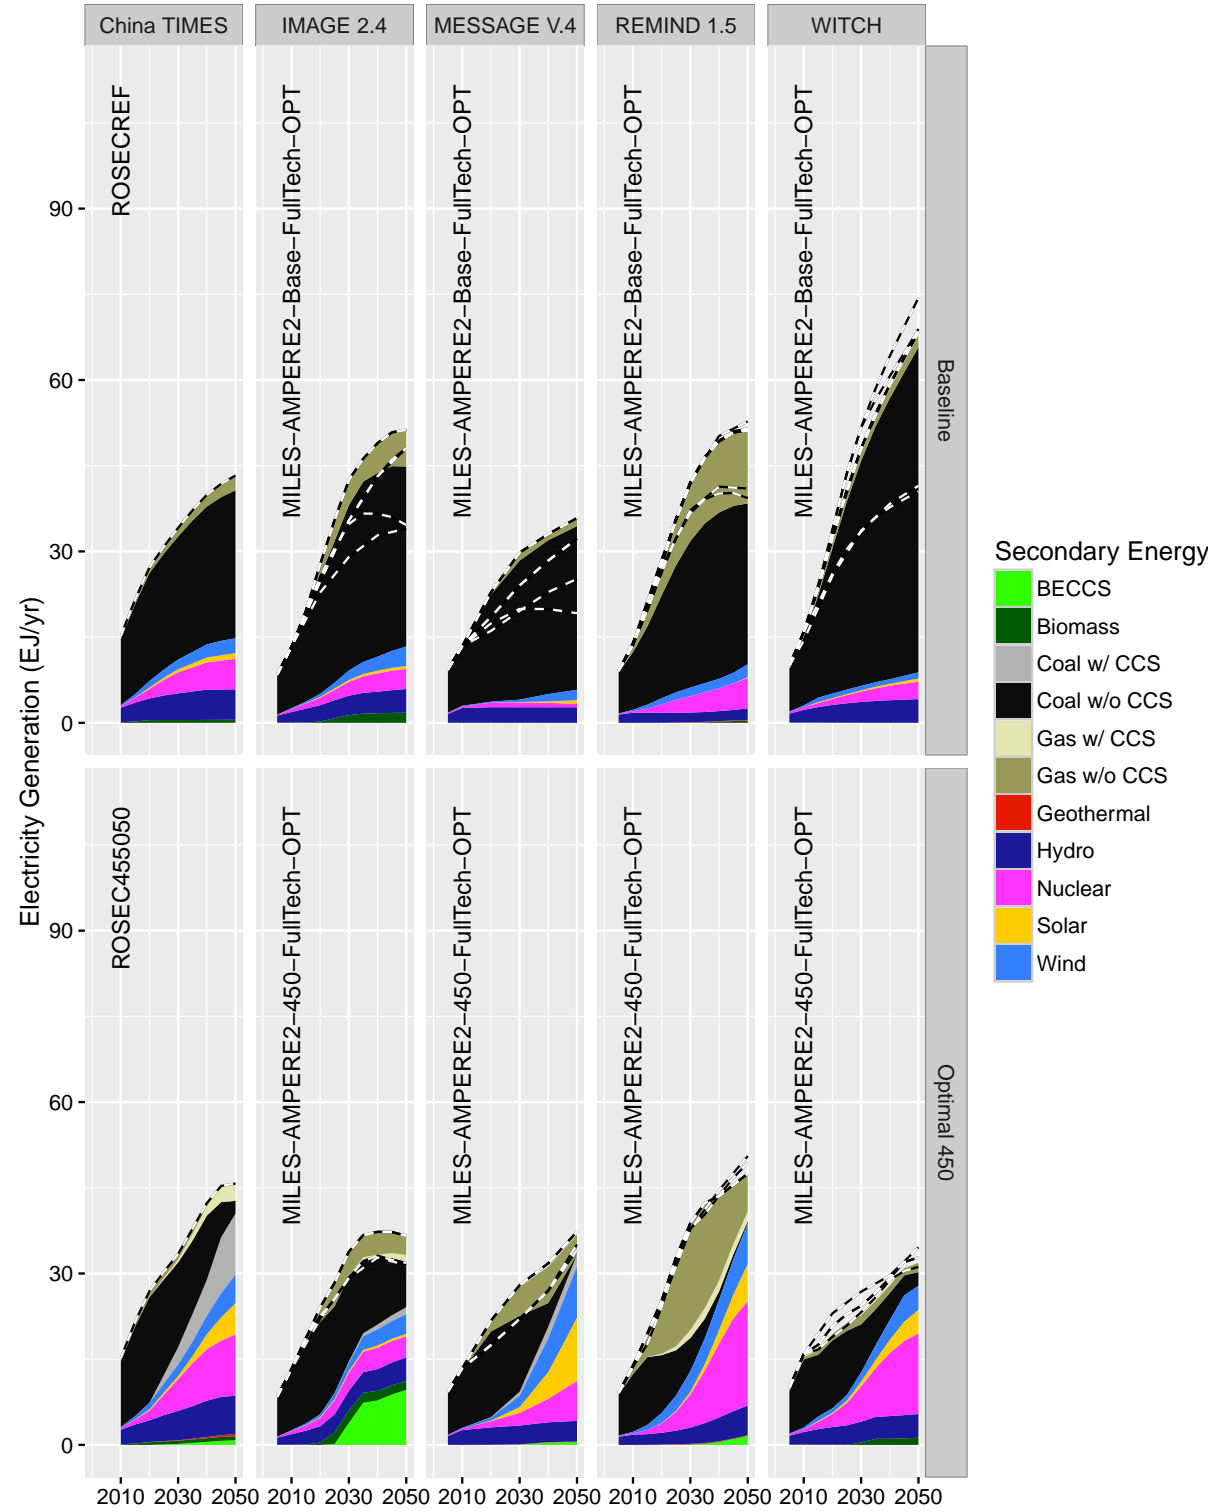 China TIMES
IMAGE 2.4
MESSAGE V.4
REMIND 1.5
WITCH
Electricity Generation (EJ/yr)
90
60
30
0
ROSECREF
MILES−AMPERE2−Base−FullTech−OPT
MILES−AMPERE2−Base−FullTech−OPT
MILES−AMPERE2−Base−FullTech−OPT
MILES−AMPERE2−Base−FullTech−OPT
Baseline
90
60
30
0
ROSEC455050
MILES−AMPERE2−450−FullTech−OPT
MILES−AMPERE2−450−FullTech−OPT
MILES−AMPERE2−450−FullTech−OPT
MILES−AMPERE2−450−FullTech−OPT
Optimal 450
2010 2030 2050
2010 2030 2050
2010 2030 2050
2010 2030 2050
2010 2030 2050
Secondary Energy
BECCS
Biomass
Coal w/ CCS
Coal w/o CCS
Gas w/ CCS
Gas w/o CCS
Geothermal
Hydro
Nuclear
Solar
Wind